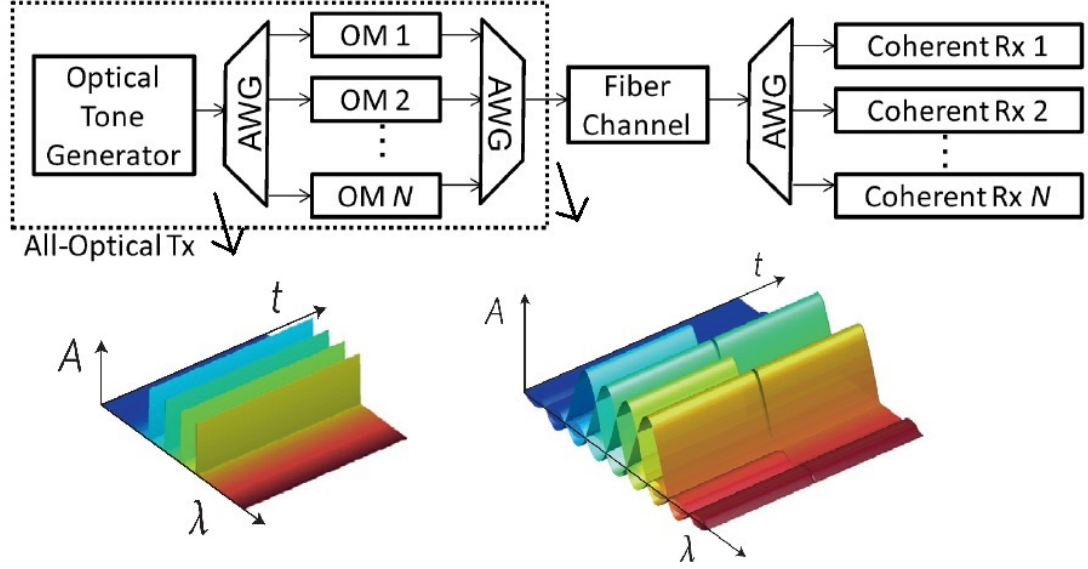 Optical
Tone
Generator
AWG
OM 1
OM 2
⋮
OM N
AWG
Fiber
Channel
AWG
Coherent Rx 1
Coherent Rx 2
⋮
Coherent Rx N
All-Optical Tx
A
t
λ
A
t
λ